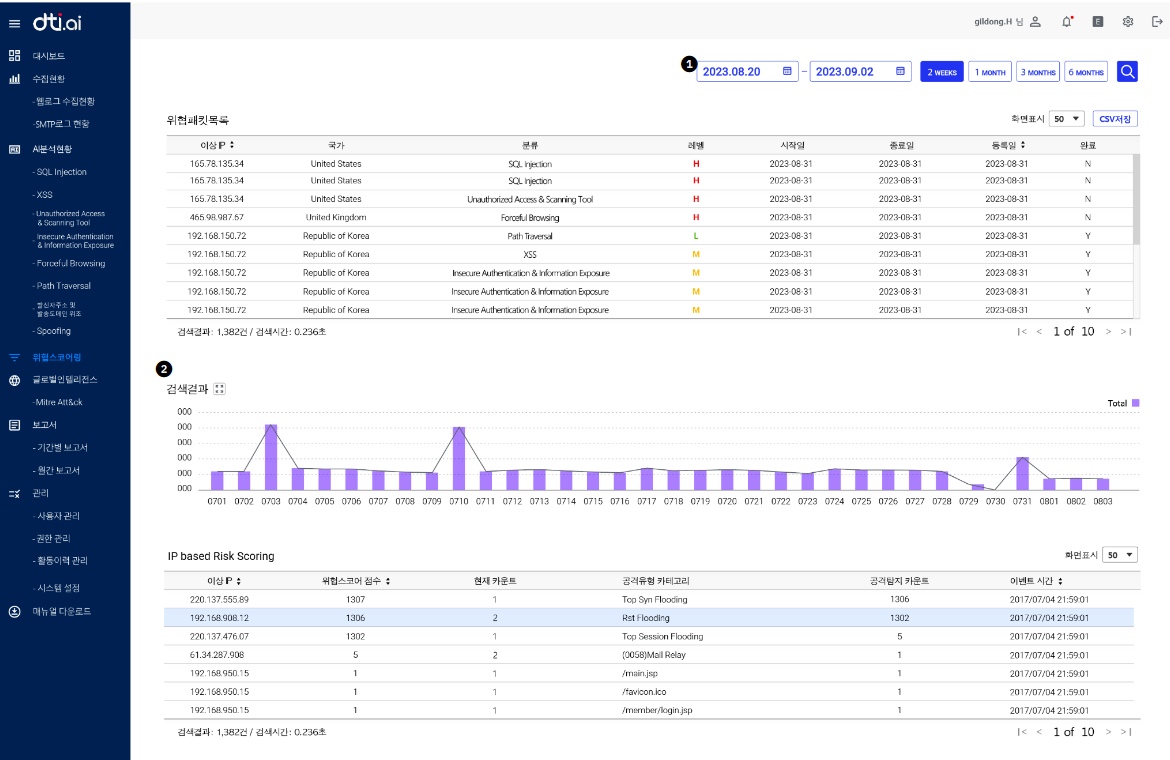 dti.ai
gildong.H 님
E
대시보드
수집현황
- 웹로그 수집현황
-SMTP로그 현황
AI분석현황
- SQL Injection
- XSS
- Unauthorized Access
& Scanning Tool
- Insecure Authentication
& Information Exposure
- Forceful Browsing
- Path Traversal
- 발신자주소 및
발송도메인 위조
- Spoofing
위협스코어링
글로벌인텔리전스
-Mitre Att&ck
보고서
- 기간별 보고서
- 월간 보고서
관리
- 사용자 관리
- 권한 관리
- 활동이력 관리
- 시스템 설정
매뉴얼 다운로드
1 2023.08.20 – 2023.09.02 2 WEEKS 1 MONTH 3 MONTHS 6 MONTHS
위협패킷목록 화면표시 50 CSV저장
이상 IP 국가 분류 레벨 시작일 종료일 등록일 완료
165.78.135.34 United States SQL Injection H 2023-08-31 2023-08-31 2023-08-31 N
165.78.135.34 United States SQL Injection H 2023-08-31 2023-08-31 2023-08-31 N
165.78.135.34 United States Unauthorized Access & Scanning Tool H 2023-08-31 2023-08-31 2023-08-31 N
465.98.987.67 United Kingdom Forceful Browsing H 2023-08-31 2023-08-31 2023-08-31 N
192.168.150.72 Republic of Korea Path Traversal L 2023-08-31 2023-08-31 2023-08-31 Y
192.168.150.72 Republic of Korea XSS M 2023-08-31 2023-08-31 2023-08-31 Y
192.168.150.72 Republic of Korea Insecure Authentication & Information Exposure M 2023-08-31 2023-08-31 2023-08-31 Y
192.168.150.72 Republic of Korea Insecure Authentication & Information Exposure M 2023-08-31 2023-08-31 2023-08-31 Y
192.168.150.72 Republic of Korea Insecure Authentication & Information Exposure M 2023-08-31 2023-08-31 2023-08-31 Y
검색결과: 1,382건 / 검색시간: 0.236초 |< < 1 of 10 > >|
2
검색결과
Total
000
000
000
000
000
000
0701 0702 0703 0704 0705 0706 0707 0708 0709 0710 0711 0712 0713 0714 0715 0716 0717 0718 0719 0720 0721 0722 0723 0724 0725 0726 0727 0728 0729 0730 0731 0801 0802 0803
IP based Risk Scoring 화면표시 50
이상 IP 위협스코어 점수 현재 카운트 공격유형 카테고리 공격탐지 카운트 이벤트 시간
220.137.555.89 1307 1 Top Syn Flooding 1306 2017/07/04 21:59:01
192.168.908.12 1306 2 Rst Flooding 1302 2017/07/04 21:59:01
220.137.476.07 1302 1 Top Session Flooding 5 2017/07/04 21:59:01
61.34.287.908 5 2 (0058)Mall Relay 1 2017/07/04 21:59:01
192.168.950.15 1 1 /main.jsp 1 2017/07/04 21:59:01
192.168.950.15 1 1 /favicon.ico 1 2017/07/04 21:59:01
192.168.950.15 1 1 /member/login.jsp 1 2017/07/04 21:59:01
검색결과: 1,382건 / 검색시간: 0.236초 |< < 1 of 10 > >|